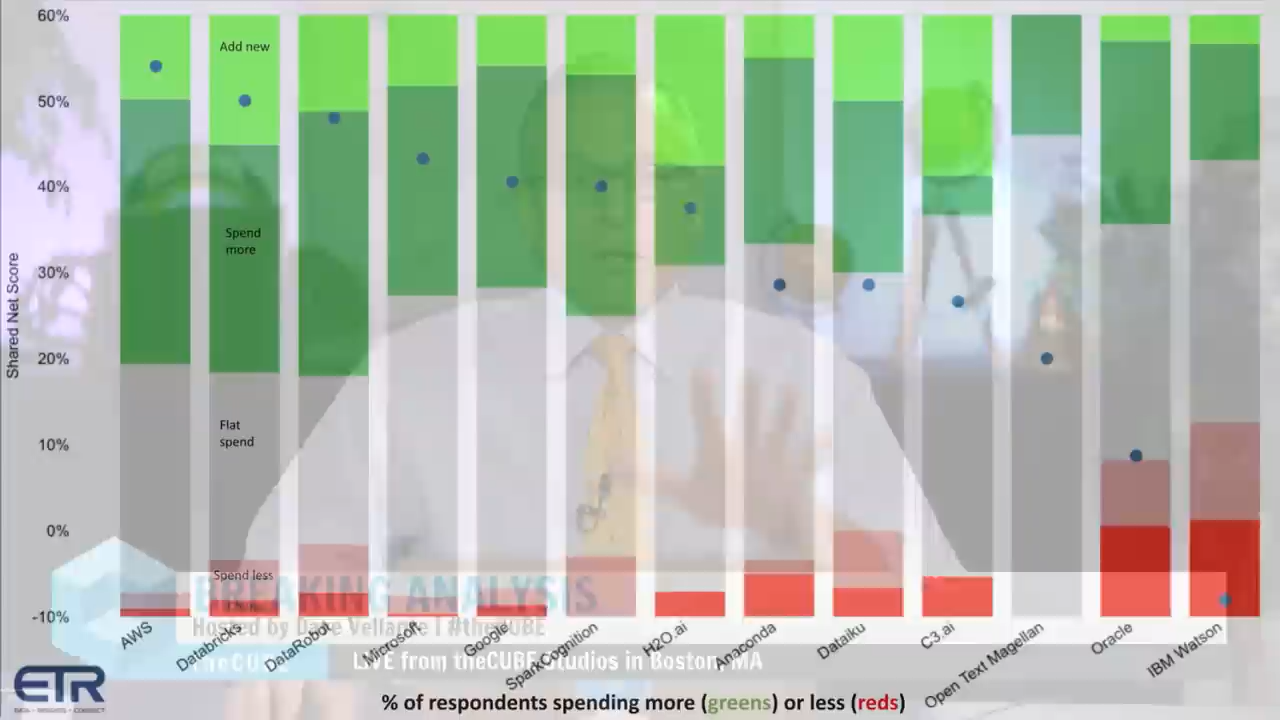 60%
50%
40%
30%
20%
10%
0%
-10%
Shared Net Score
Add new
Spend
more
Flat
spend
Spend less
AWS
Databricks
DataRobot
Microsoft
Google
SparkCognition
H2O.ai
Anaconda
Dataiku
C3.ai
Open Text Magellan
Oracle
IBM Watson
BREAKING ANALYSIS
Hosted by Dave Vellante | #theCUBE
theCUBE
LIVE from theCUBE Studios in Boston, MA
ETR
% of respondents spending more (greens) or less (reds)